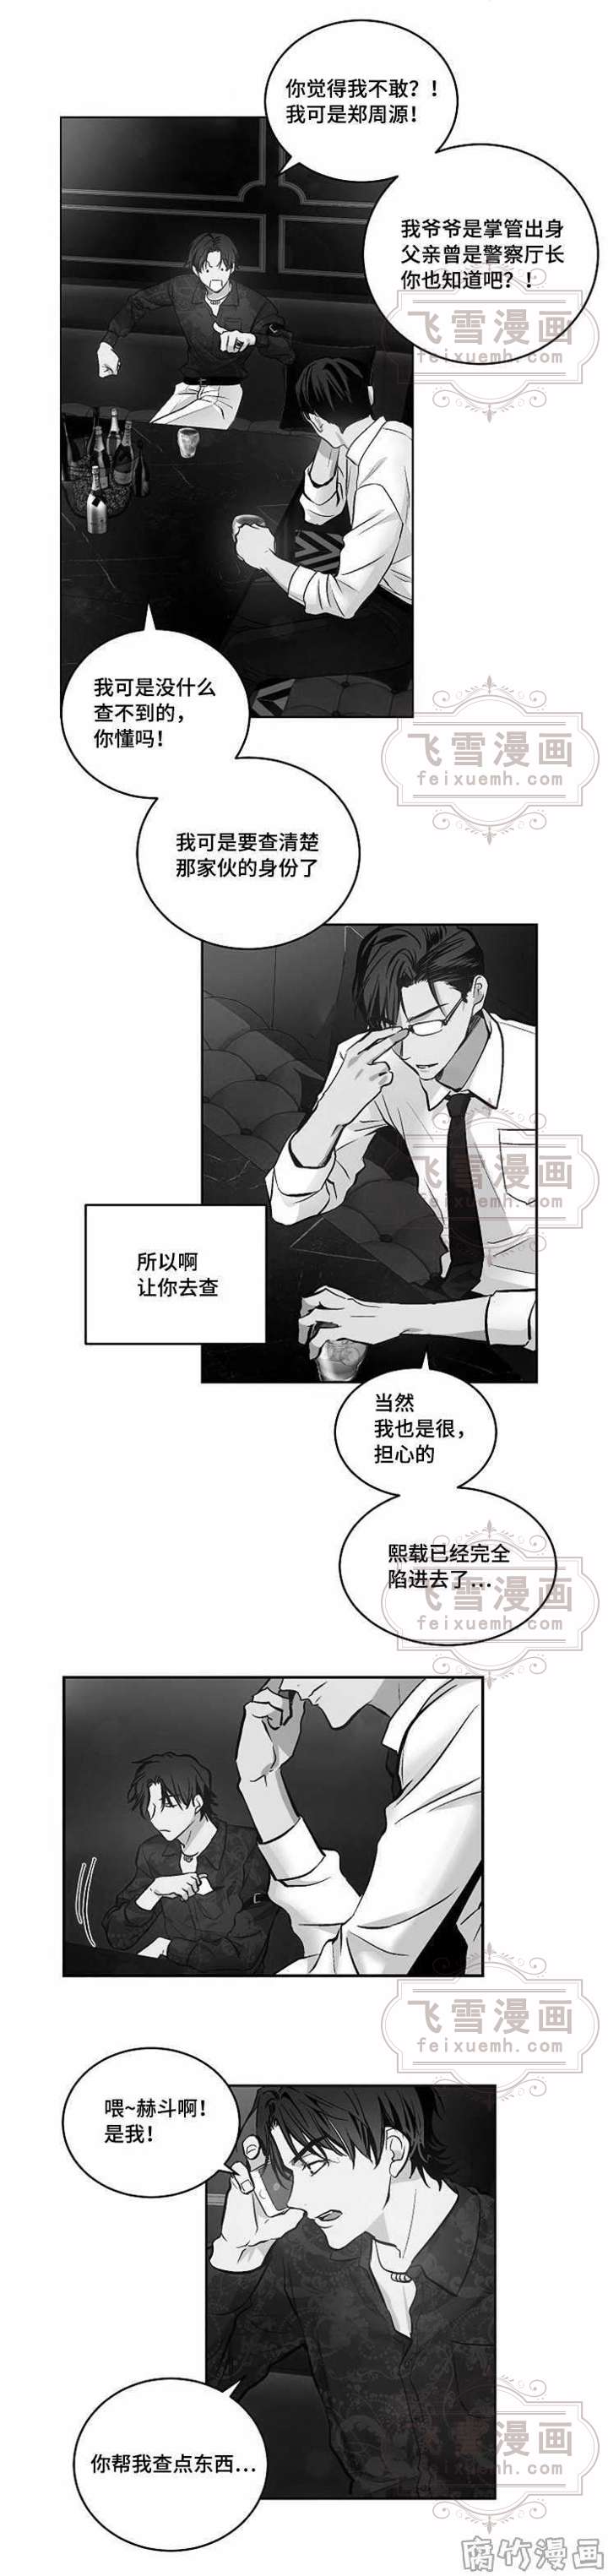 你觉得我不敢？！
我可是郑周源！
我爷爷是掌管出身
父亲曾是警察厅长
你也知道吧？！
飞雪漫画
feixuemh.com
我可是没什么
查不到的，
你懂吗！
飞雪漫画
feixuemh.com
我可是要查清楚
那家伙的身份了
飞雪漫画
feixuemh.com
所以啊
让你去查
当然
我也是很，
担心的
熙载已经完全
陷进去了...
飞雪漫画
feixuemh.com
飞雪漫画
feixuemh.com
喂~赫斗啊！
是我！
飞雪漫画
feixuemh.com
你帮我查点东西...
腐竹漫画